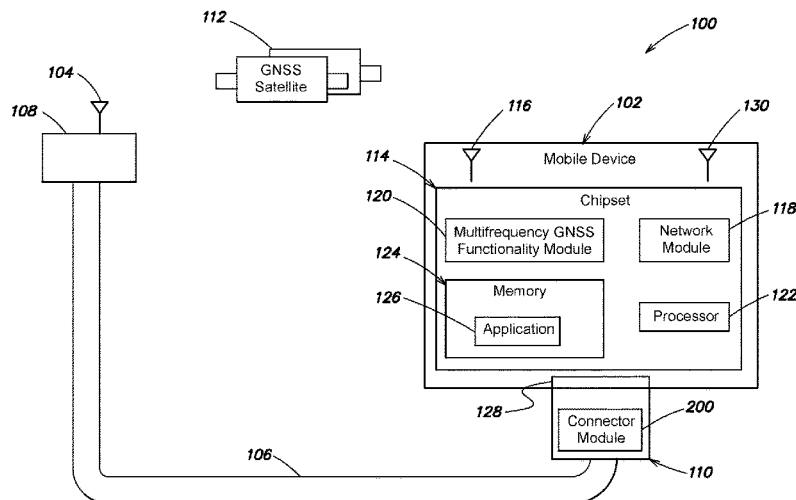 112
100
104
GNSS
Satellite
116
102
130
108
Mobile Device
114
Chipset
120
118
Multifrequency GNSS
Functionality Module
Network
Module
124
Memory
122
126
Application
Processor
128
200
Connector
Module
106
110